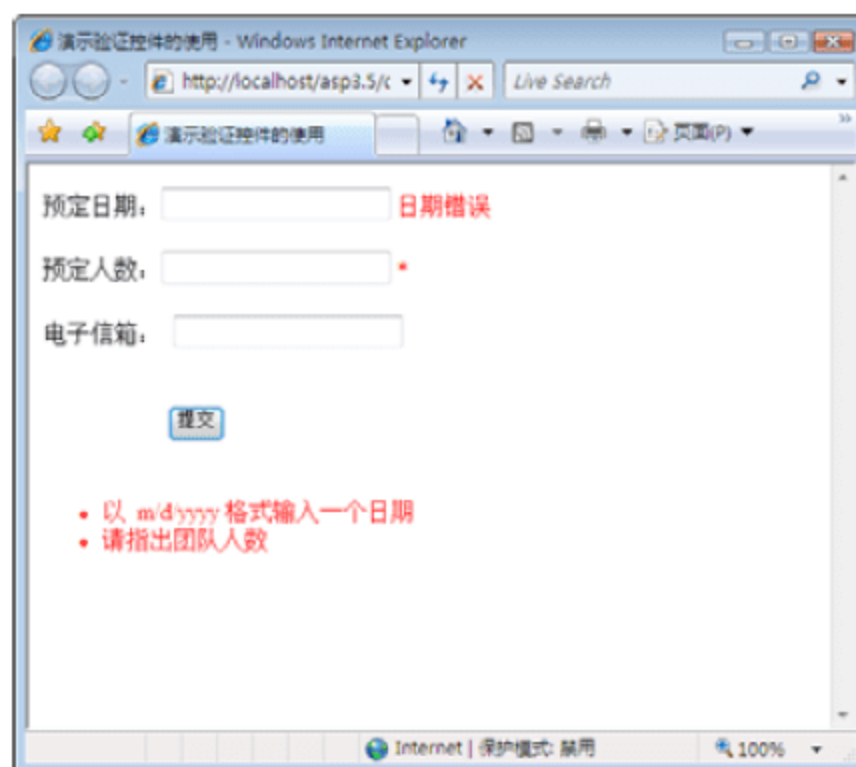 演示验证控件的使用 - Windows Internet Explorer
http://localhost/asp3.5/c
Live Search
演示验证控件的使用
页面(P)
预定日期： 日期错误
预定人数： *
电子信箱：
提交
• 以 m/d/yyyy 格式输入一个日期
• 请指出团队人数
Internet | 保护模式: 禁用
100%